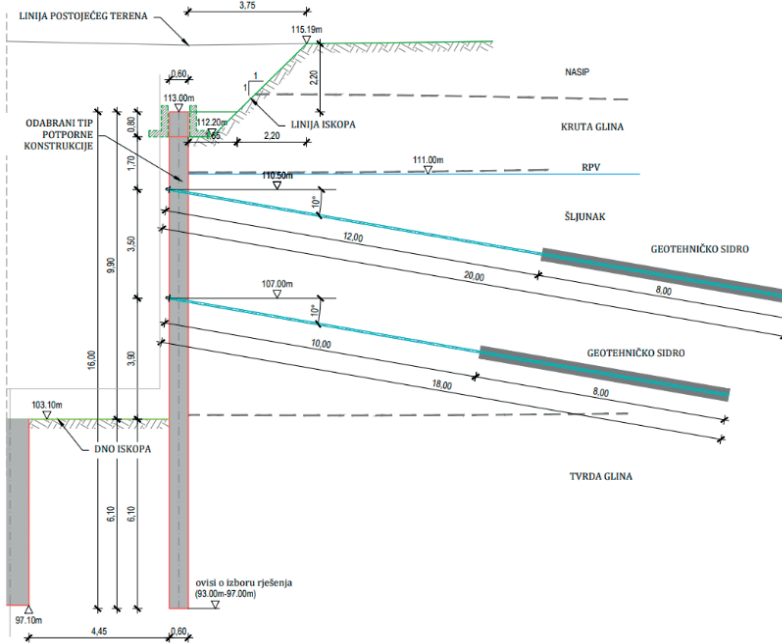 3,75
LINIJA POSTOJEĆEG TERENA
115.19m
0,60
1
1
2,20
NASIP
113.00m
ODABRANI TIP
POTPORNE
KONSTRUKCIJE
0,80
112.20m
LINIJA ISKOPA
KRUTA GLINA
2,20
1,70
111.00m
RPV
110.50m
10°
ŠLJUNAK
12,00
GEOTEHNIČKO SIDRO
3,50
9,90
20,00
8,00
107.00m
10°
10,00
GEOTEHNIČKO SIDRO
16,00
3,90
18,00
8,00
103.10m
DNO ISKOPA
TVRDA GLINA
6,10
6,10
ovisi o izboru rješenja
(93.00m-97.00m)
97.10m
4,45
0,60